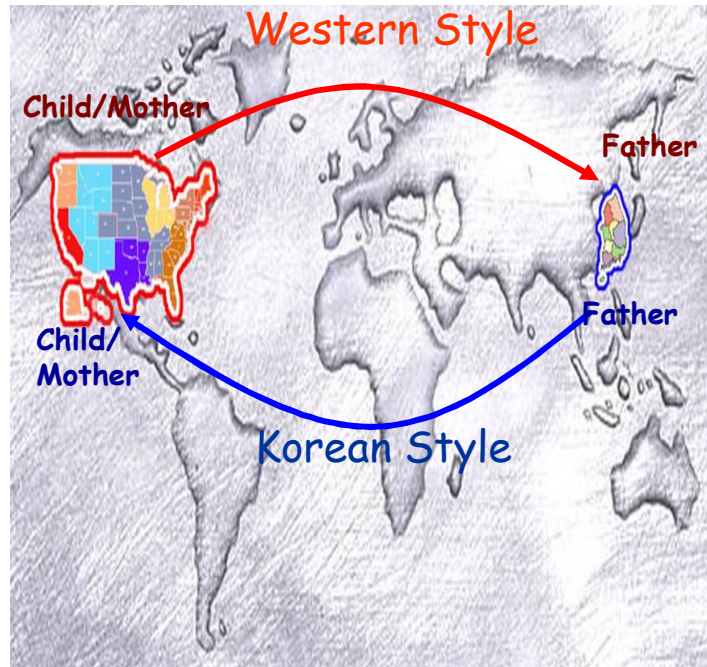 Western Style
Child/Mother
Father
Father
Child/
Mother
Korean Style